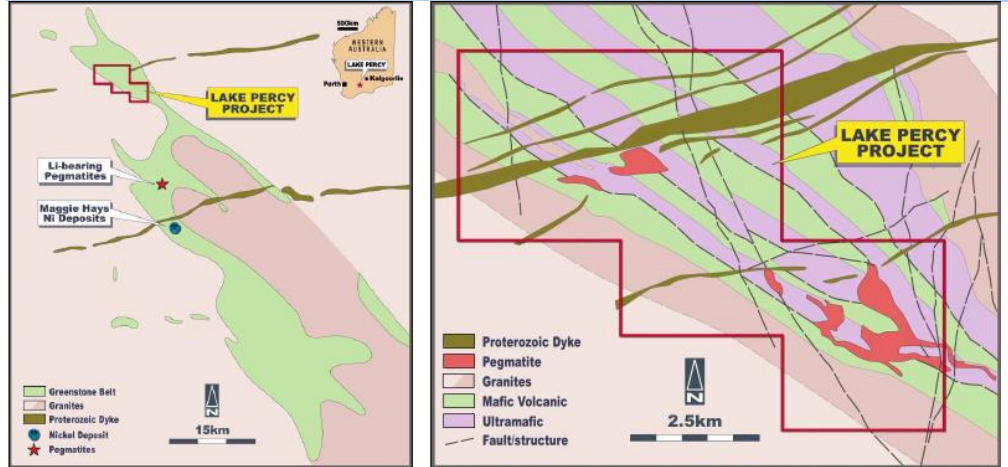 500km
WESTERN
AUSTRALIA
LAKE PERCY
Kalgoorlie
Perth
LAKE PERCY
PROJECT
Li-bearing
Pegmatites
Maggie Hays
Ni Deposits
Greenstone Belt
Granites
Proterozoic Dyke
Nickel Deposit
Pegmatites
N
15km
LAKE PERCY
PROJECT
Proterozoic Dyke
Pegmatite
Granites
Mafic Volcanic
Ultramafic
Fault/structure
N
2.5km